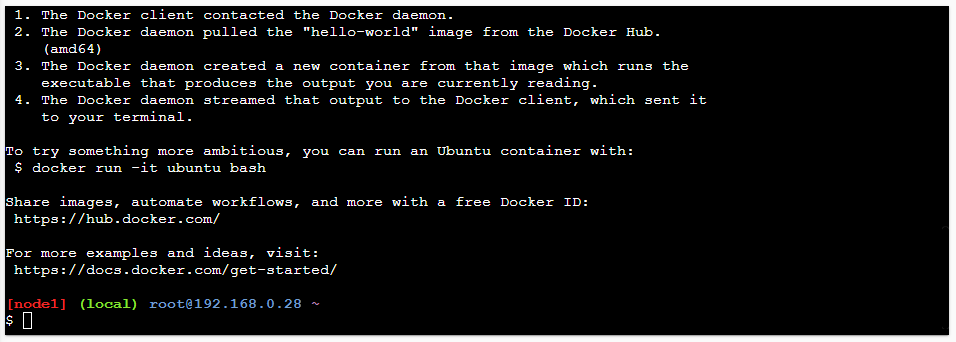 1. The Docker client contacted the Docker daemon.
2. The Docker daemon pulled the "hello-world" image from the Docker Hub.
(amd64)
3. The Docker daemon created a new container from that image which runs the
executable that produces the output you are currently reading.
4. The Docker daemon streamed that output to the Docker client, which sent it
to your terminal.
To try something more ambitious, you can run an Ubuntu container with:
$ docker run -it ubuntu bash
Share images, automate workflows, and more with a free Docker ID:
https://hub.docker.com/
For more examples and ideas, visit:
https://docs.docker.com/get-started/
[node1] (local) root@192.168.0.28 ~
$